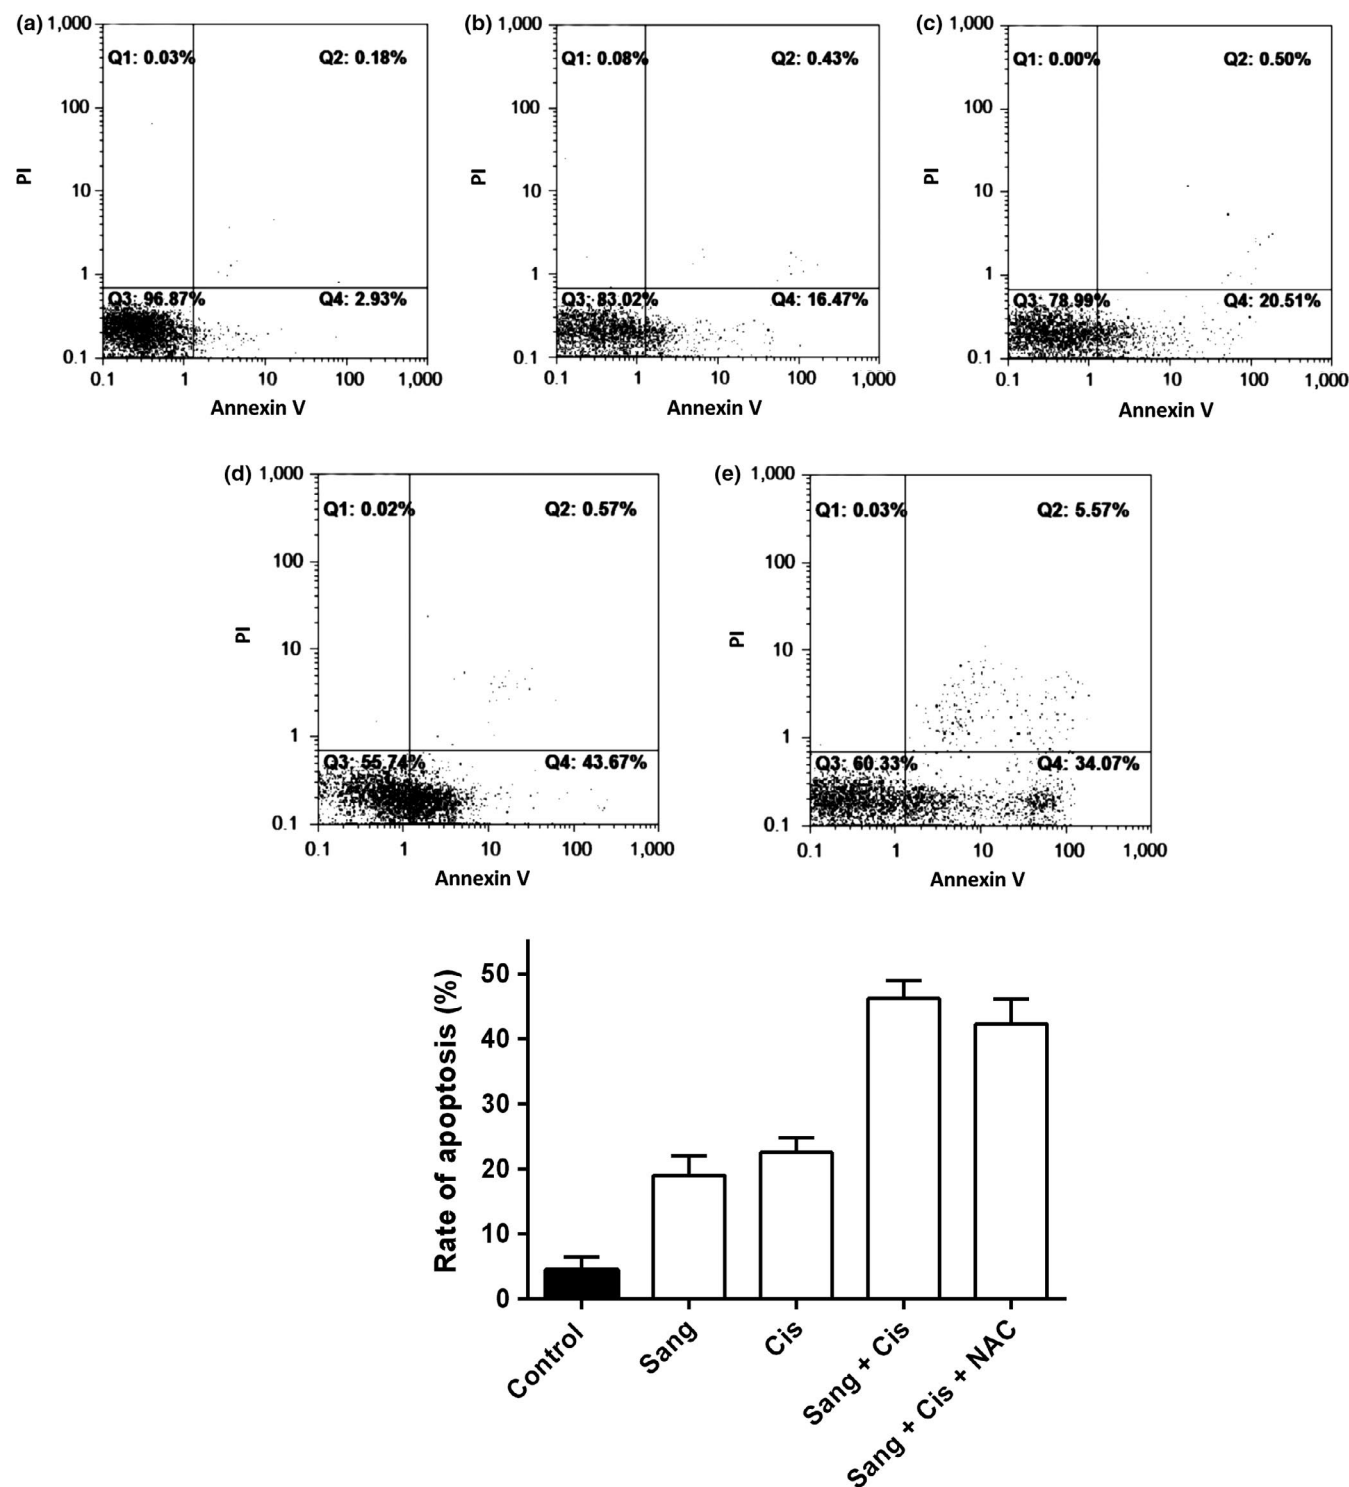 (a)
1,000
Q1: 0.03%
Q2: 0.18%
100
PI
10
1
Q3: 96.87%
Q4: 2.93%
0.1
0.1 1 10 100 1,000
Annexin V
(b)
1,000
Q1: 0.08%
Q2: 0.43%
100
PI
10
1
Q3: 83.02%
Q4: 16.47%
0.1
0.1 1 10 100 1,000
Annexin V
(c)
1,000
Q1: 0.00%
Q2: 0.50%
100
PI
10
1
Q3: 78.99%
Q4: 20.51%
0.1
0.1 1 10 100 1,000
Annexin V
(d)
1,000
Q1: 0.02%
Q2: 0.57%
100
PI
10
1
Q3: 55.74%
Q4: 43.67%
0.1
0.1 1 10 100 1,000
Annexin V
(e)
1,000
Q1: 0.03%
Q2: 5.57%
100
PI
10
1
Q3: 60.33%
Q4: 34.07%
0.1
0.1 1 10 100 1,000
Annexin V
Rate of apoptosis (%)
50
40
30
20
10
0
Control
Sang
Cis
Sang + Cis
Sang + Cis + NAC